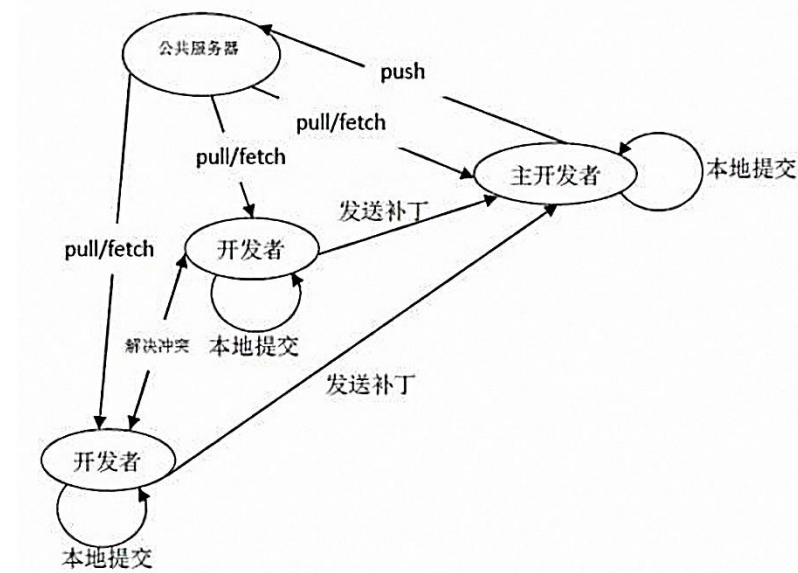 公共服务器
push
pull/fetch
pull/fetch
主开发者
本地提交
发送补丁
pull/fetch
开发者
解决冲突
本地提交
发送补丁
开发者
本地提交